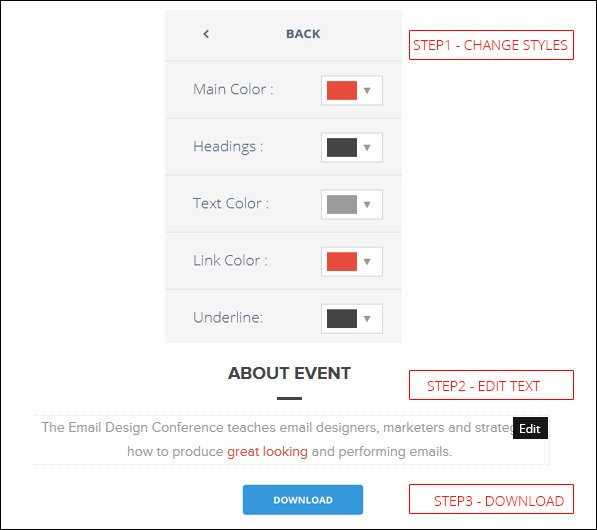 BACK
STEP1 - CHANGE STYLES
Main Color :
Headings :
Text Color :
Link Color :
Underline:
ABOUT EVENT
STEP2 - EDIT TEXT
The Email Design Conference teaches email designers, marketers and
Edit
how to produce great looking and performing emails.
DOWNLOAD
STEP3 - DOWNLOAD